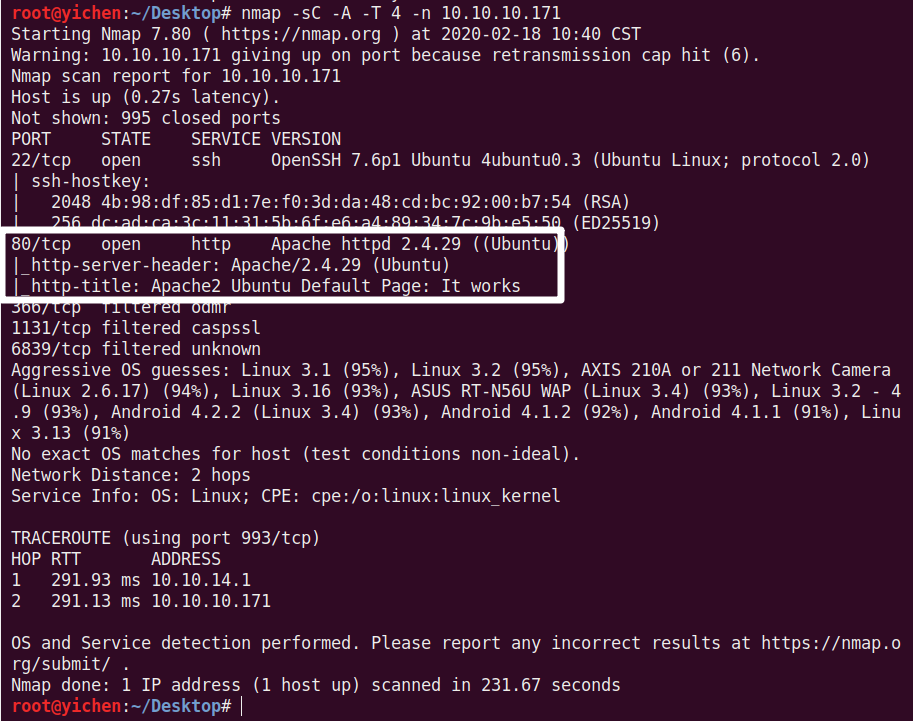 root@yichen:~/Desktop# nmap -sC -A -T 4 -n 10.10.10.171
Starting Nmap 7.80 ( https://nmap.org ) at 2020-02-18 10:40 CST
Warning: 10.10.10.171 giving up on port because retransmission cap hit (6).
Nmap scan report for 10.10.10.171
Host is up (0.27s latency).
Not shown: 995 closed ports
PORT     STATE    SERVICE VERSION
22/tcp   open     ssh     OpenSSH 7.6p1 Ubuntu 4ubuntu0.3 (Ubuntu Linux; protocol 2.0)
| ssh-hostkey:
|   2048 4b:98:df:85:d1:7e:f0:3d:da:48:cd:bc:92:00:b7:54 (RSA)
|   256 dc:ad:ca:3c:11:31:5b:6f:e6:a4:89:34:7c:9b:e5:50 (ED25519)
80/tcp   open     http    Apache httpd 2.4.29 ((Ubuntu))
|_http-server-header: Apache/2.4.29 (Ubuntu)
|_http-title: Apache2 Ubuntu Default Page: It works
366/tcp  filtered odmr
1131/tcp filtered caspssl
6839/tcp filtered unknown
Aggressive OS guesses: Linux 3.1 (95%), Linux 3.2 (95%), AXIS 210A or 211 Network Camera
(Linux 2.6.17) (94%), Linux 3.16 (93%), ASUS RT-N56U WAP (Linux 3.4) (93%), Linux 3.2 - 4
.9 (93%), Android 4.2.2 (Linux 3.4) (93%), Android 4.1.2 (92%), Android 4.1.1 (91%), Linu
x 3.13 (91%)
No exact OS matches for host (test conditions non-ideal).
Network Distance: 2 hops
Service Info: OS: Linux; CPE: cpe:/o:linux:linux_kernel
TRACEROUTE (using port 993/tcp)
HOP RTT       ADDRESS
1   291.93 ms 10.10.14.1
2   291.13 ms 10.10.10.171
OS and Service detection performed. Please report any incorrect results at https://nmap.o
rg/submit/ .
Nmap done: 1 IP address (1 host up) scanned in 231.67 seconds
root@yichen:~/Desktop#